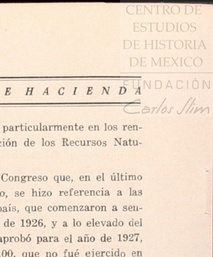 CENTRO DE
ESTUDIOS
DE HISTORIA
DE MEXICO
FUNDACIÓN
Carlos Slim
E HACIENDA
particularmente en los ren-
ción de los Recursos Natu-
Congreso que, en el último
o, se hizo referencia a las
país, que comenzaron a sen-
de 1926, y a lo elevado del
aprobó para el año de 1927,
00, que no fué ejercido en